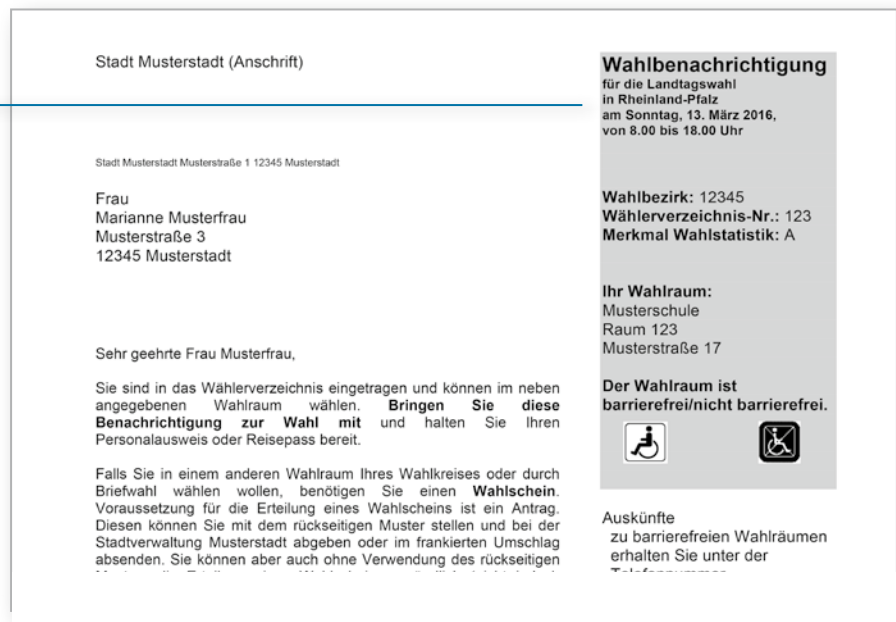 Stadt Musterstadt (Anschrift)
Stadt Musterstadt Musterstraße 1 12345 Musterstadt
Frau
Marianne Musterfrau
Musterstraße 3
12345 Musterstadt
Sehr geehrte Frau Musterfrau,
Sie sind in das Wählerverzeichnis eingetragen und können im neben
angegebenen Wahlraum wählen. Bringen Sie diese
Benachrichtigung zur Wahl mit und halten Sie Ihren
Personalausweis oder Reisepass bereit.
Falls Sie in einem anderen Wahlraum Ihres Wahlkreises oder durch
Briefwahl wählen wollen, benötigen Sie einen Wahlschein.
Voraussetzung für die Erteilung eines Wahlscheins ist ein Antrag.
Diesen können Sie mit dem rückseitigen Muster stellen und bei der
Stadtverwaltung Musterstadt abgeben oder im frankierten Umschlag
absenden. Sie können aber auch ohne Verwendung des rückseitigen
Wahlbenachrichtigung
für die Landtagswahl
in Rheinland-Pfalz
am Sonntag, 13. März 2016,
von 8.00 bis 18.00 Uhr
Wahlbezirk: 12345
Wählerverzeichnis-Nr.: 123
Merkmal Wahlstatistik: A
Ihr Wahlraum:
Musterschule
Raum 123
Musterstraße 17
Der Wahlraum ist
barrierefrei/nicht barrierefrei.
Auskünfte
zu barrierefreien Wahlräumen
erhalten Sie unter der